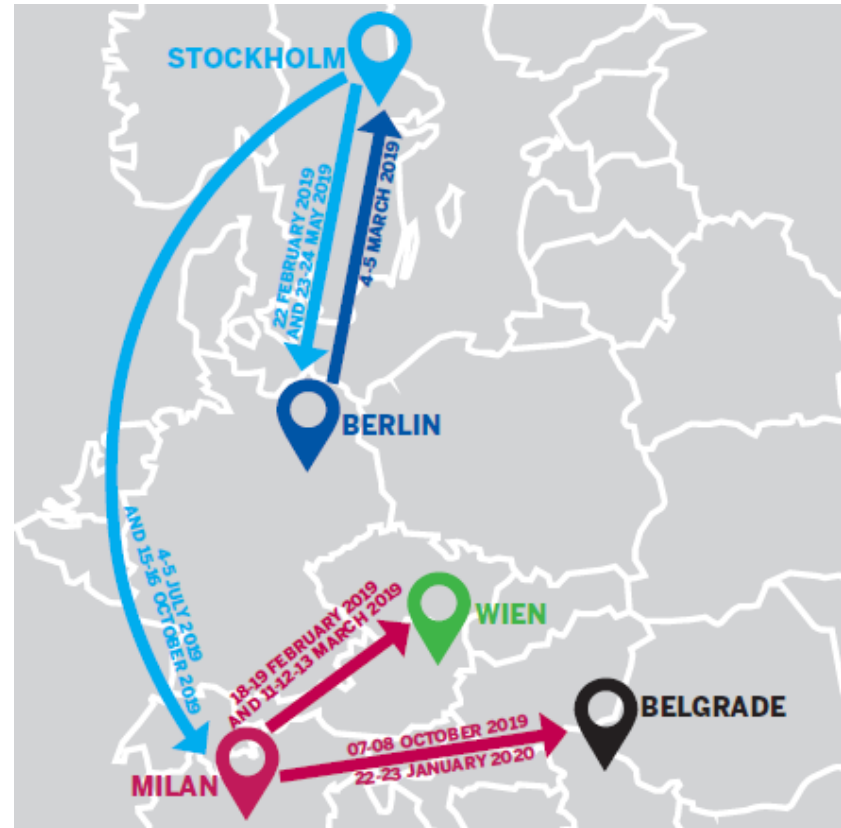 STOCKHOLM
22 FEBRUARY 2019
AND 23-24 MAY 2019
4-5 MARCH 2019
BERLIN
4-5 JULY 2019
AND 15-16 OCTOBER 2019
18-19 FEBRUARY 2019
AND 11-12-13 MARCH 2019
WIEN
BELGRADE
07-08 OCTOBER 2019
22-23 JANUARY 2020
MILAN